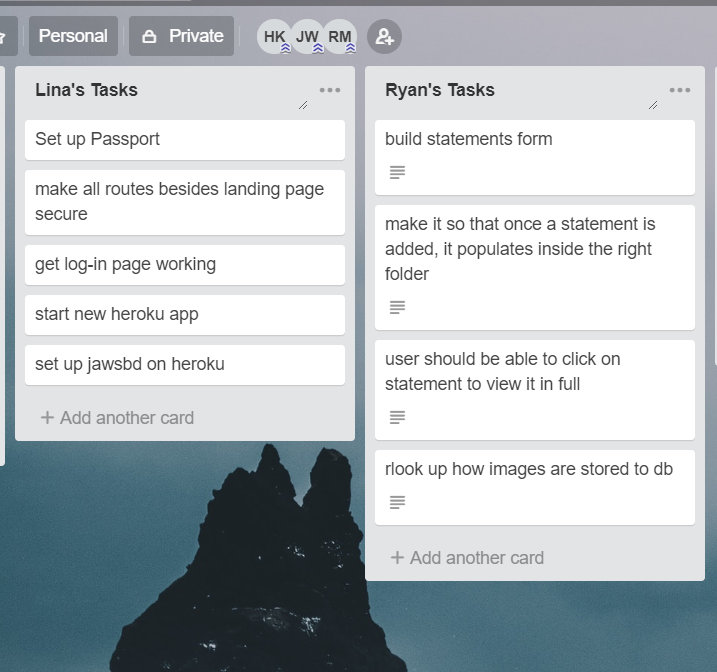 Personal
Private
HK
JW
RM
Lina's Tasks
Set up Passport
make all routes besides landing page
secure
get log-in page working
start new heroku app
set up jawsbd on heroku
+ Add another card
Ryan's Tasks
build statements form
make it so that once a statement is
added, it populates inside the right
folder
user should be able to click on
statement to view it in full
rlook up how images are stored to db
+ Add another card